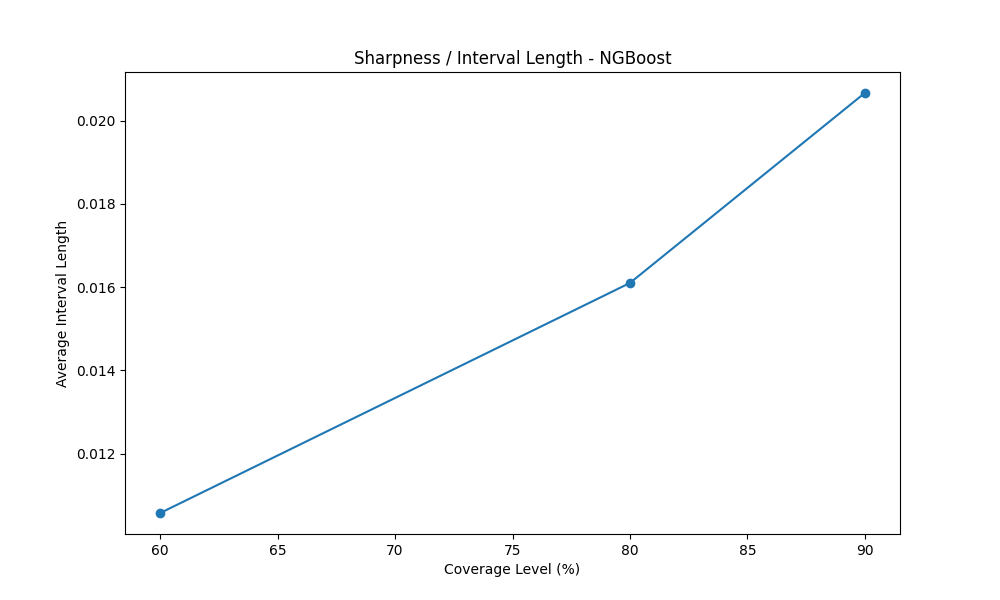 Sharpness / Interval Length - NGBoost
Average Interval Length
0.020
0.018
0.016
0.014
0.012
60 65 70 75 80 85 90
Coverage Level (%)